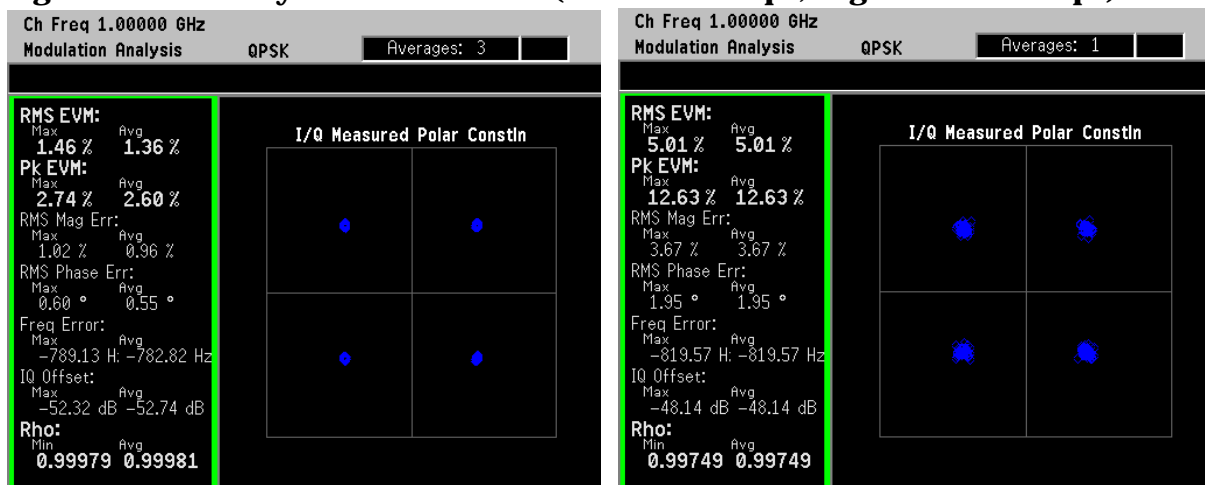 Ch Freq 1.00000 GHz
Modulation Analysis QPSK Averages: 3
RMS EVM:
Max Avg
1.46 % 1.36 %
Pk EVM:
Max Avg
2.74 % 2.60 %
RMS Mag Err:
Max Avg
1.02 % 0.96 %
RMS Phase Err:
Max Avg
0.60 ° 0.55 °
Freq Error:
Max Avg
-789.13 H: -782.82 Hz
IQ Offset:
Max Avg
-52.32 dB -52.74 dB
Rho:
Min Avg
0.99979 0.99981
I/Q Measured Polar Constln
Ch Freq 1.00000 GHz
Modulation Analysis QPSK Averages: 1
RMS EVM:
Max Avg
5.01 % 5.01 %
Pk EVM:
Max Avg
12.63 % 12.63 %
RMS Mag Err:
Max Avg
3.67 % 3.67 %
RMS Phase Err:
Max Avg
1.95 ° 1.95 °
Freq Error:
Max Avg
-819.57 H: -819.57 Hz
IQ Offset:
Max Avg
-48.14 dB -48.14 dB
Rho:
Min Avg
0.99749 0.99749
I/Q Measured Polar Constln